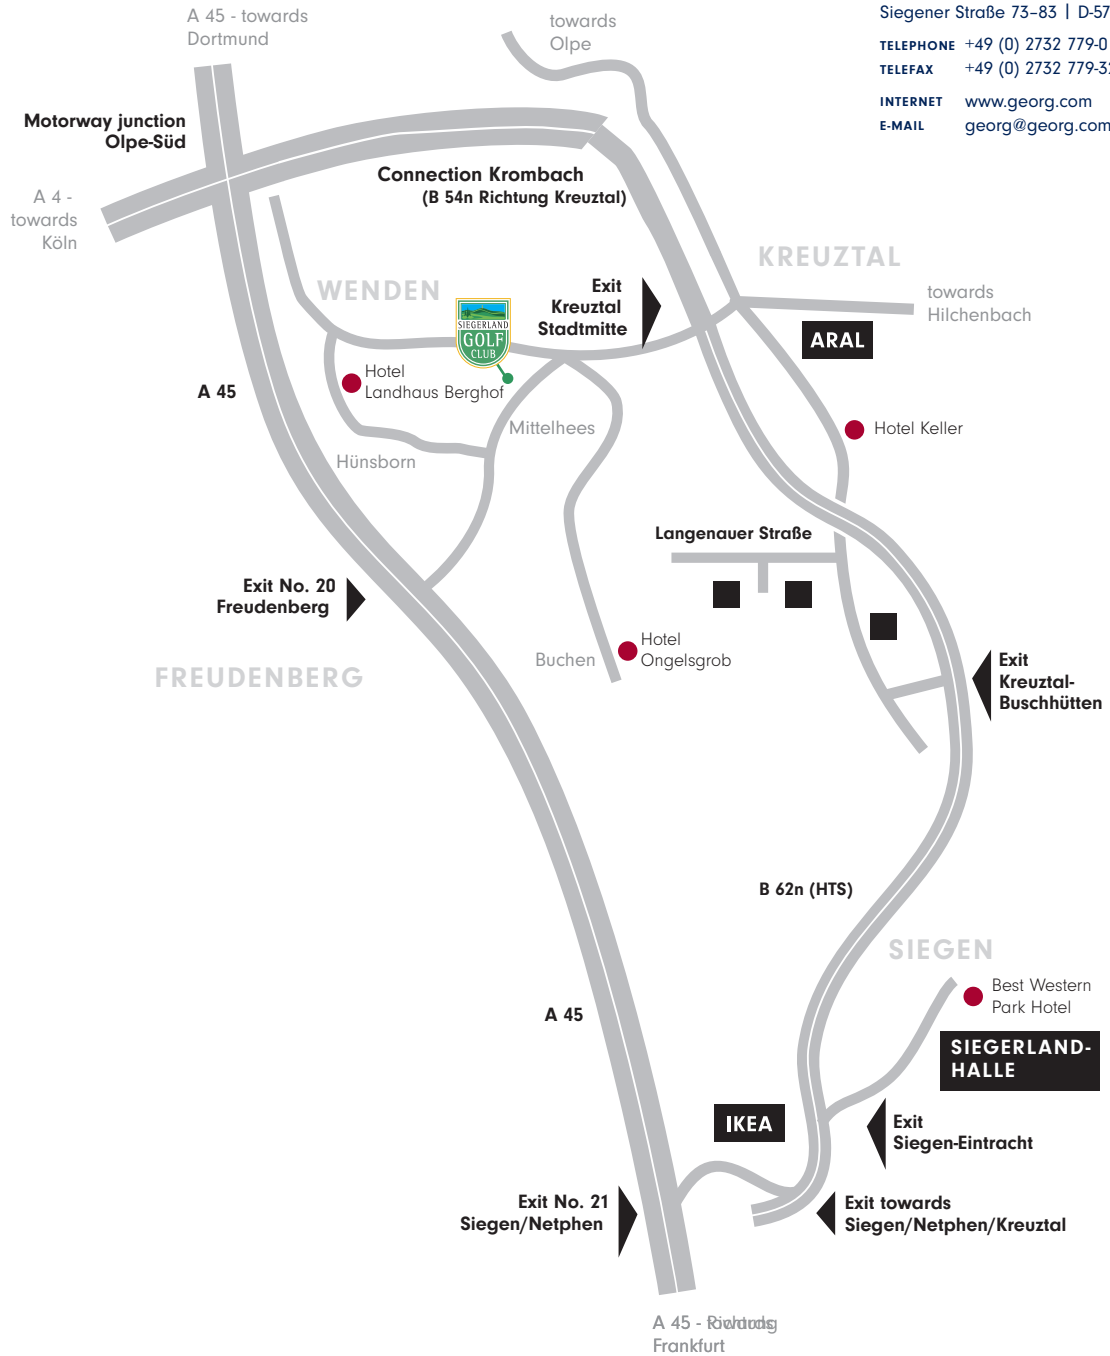 A 45 - towards
Dortmund
towards
Olpe
Siegener Straße 73–83 | D-57
TELEPHONE +49 (0) 2732 779-0
TELEFAX +49 (0) 2732 779-32
INTERNET www.georg.com
E-MAIL georg@georg.com
Motorway junction
Olpe-Süd
Connection Krombach
(B 54n Richtung Kreuztal)
A 4 -
towards
Köln
KREUZTAL
WENDEN
Exit
Kreuztal
Stadtmitte
towards
Hilchenbach
SIEGERLAND
GOLF
CLUB
ARAL
Hotel
Landhaus Berghof
A 45
Mittelhees
Hotel Keller
Hünsborn
Langenauer Straße
Exit No. 20
Freudenberg
Hotel
Ongelsgrob
Buchen
FREUDENBERG
Exit
Kreuztal-
Buschhütten
B 62n (HTS)
SIEGEN
Best Western
Park Hotel
A 45
SIEGERLAND-
HALLE
IKEA
Exit
Siegen-Eintracht
Exit No. 21
Siegen/Netphen
Exit towards
Siegen/Netphen/Kreuztal
A 45 -
Frankfurt